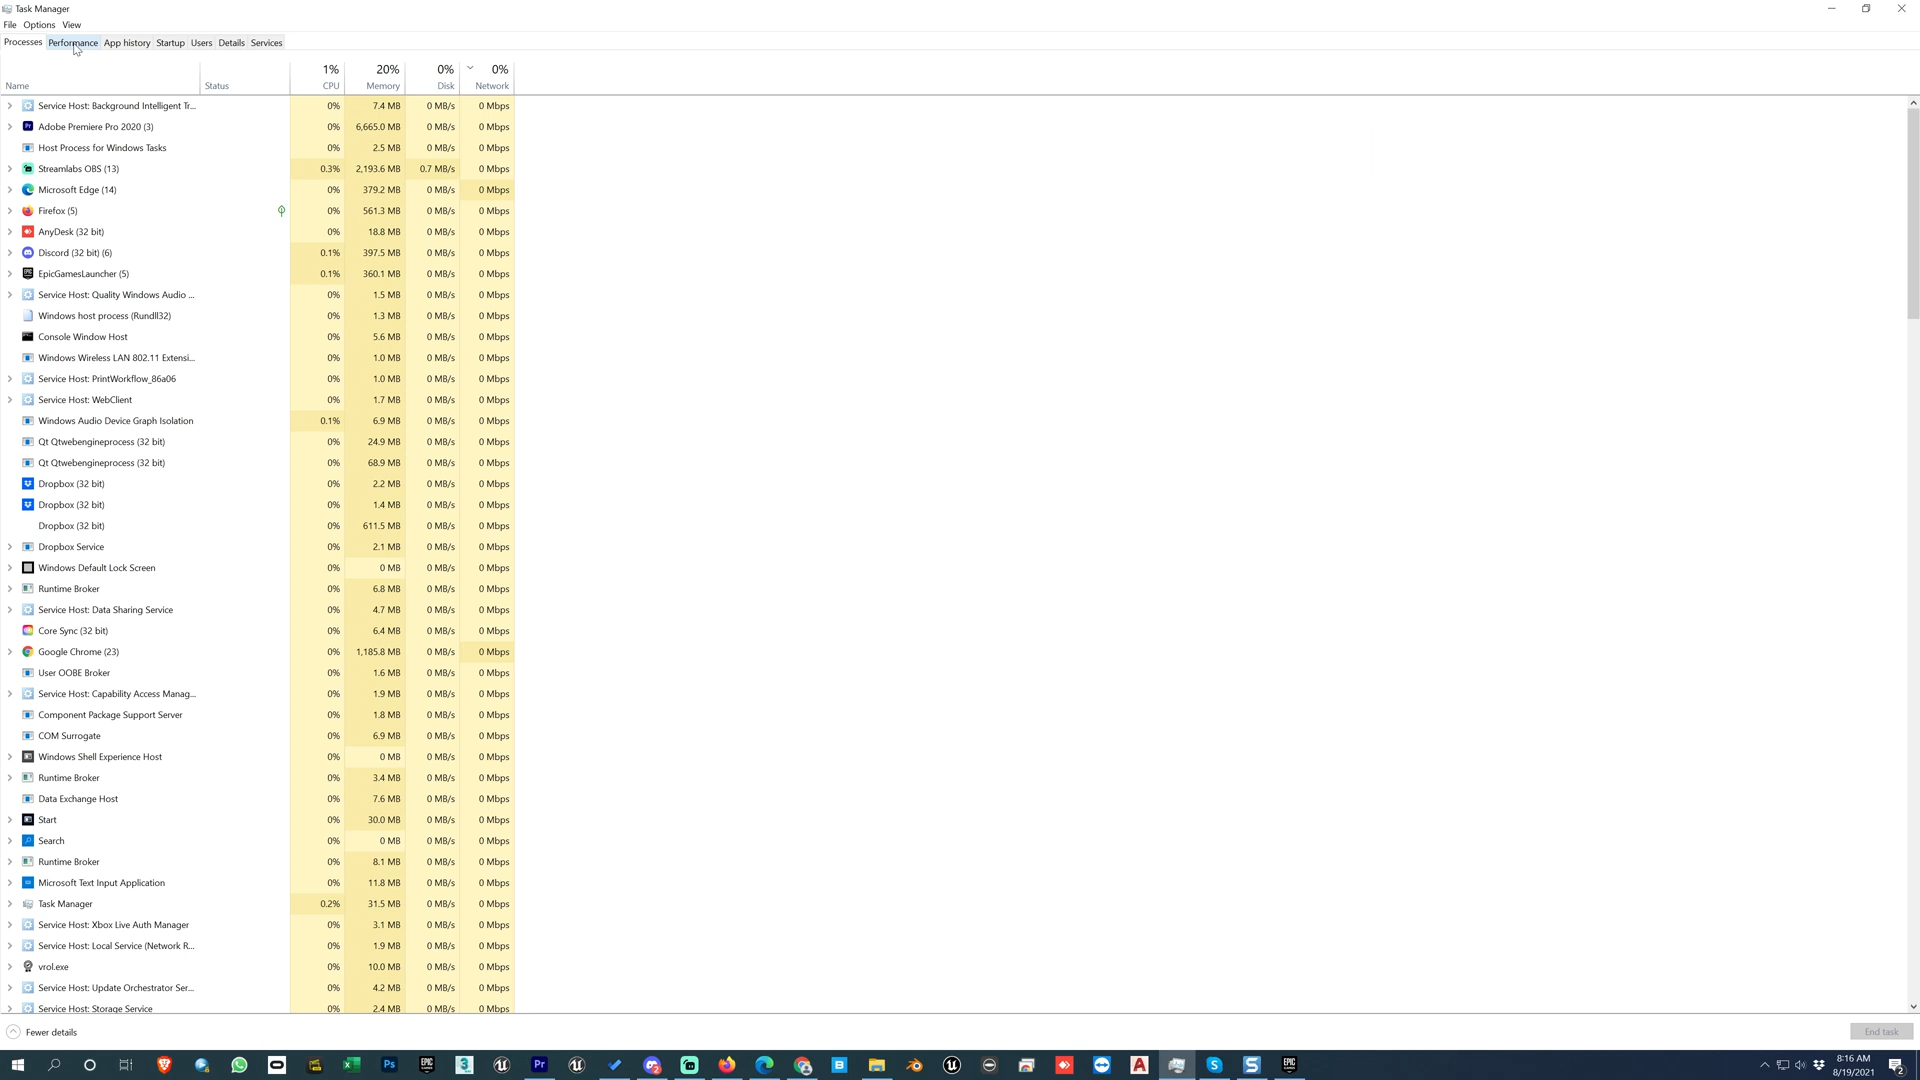 Task Manager
File Options View
Processes Performance App history Startup Users Details Services
1% 20% 0% 0%
Name Status CPU Memory Disk Network
Service Host: Background Intelligent Tr... 0% 7.4 MB 0 MB/s 0 Mbps
Adobe Premiere Pro 2020 (3) 0% 6,665.0 MB 0 MB/s 0 Mbps
Host Process for Windows Tasks 0% 2.5 MB 0 MB/s 0 Mbps
Streamlabs OBS (13) 0.3% 2,193.6 MB 0.7 MB/s 0 Mbps
Microsoft Edge (14) 0% 379.2 MB 0 MB/s 0 Mbps
Firefox (5) 0% 561.3 MB 0 MB/s 0 Mbps
AnyDesk (32 bit) 0% 18.8 MB 0 MB/s 0 Mbps
Discord (32 bit) (6) 0.1% 397.5 MB 0 MB/s 0 Mbps
EpicGamesLauncher (5) 0.1% 360.1 MB 0 MB/s 0 Mbps
Service Host: Quality Windows Audio ... 0% 1.5 MB 0 MB/s 0 Mbps
Windows host process (Rundll32) 0% 1.3 MB 0 MB/s 0 Mbps
Console Window Host 0% 5.6 MB 0 MB/s 0 Mbps
Windows Wireless LAN 802.11 Extensi... 0% 1.0 MB 0 MB/s 0 Mbps
Service Host: PrintWorkflow_86a06 0% 1.0 MB 0 MB/s 0 Mbps
Service Host: WebClient 0% 1.7 MB 0 MB/s 0 Mbps
Windows Audio Device Graph Isolation 0.1% 6.9 MB 0 MB/s 0 Mbps
Qt Qtwebengineprocess (32 bit) 0% 24.9 MB 0 MB/s 0 Mbps
Qt Qtwebengineprocess (32 bit) 0% 68.9 MB 0 MB/s 0 Mbps
Dropbox (32 bit) 0% 2.2 MB 0 MB/s 0 Mbps
Dropbox (32 bit) 0% 1.4 MB 0 MB/s 0 Mbps
Dropbox (32 bit) 0% 611.5 MB 0 MB/s 0 Mbps
Dropbox Service 0% 2.1 MB 0 MB/s 0 Mbps
Windows Default Lock Screen 0% 0 MB 0 MB/s 0 Mbps
Runtime Broker 0% 6.8 MB 0 MB/s 0 Mbps
Service Host: Data Sharing Service 0% 4.7 MB 0 MB/s 0 Mbps
Core Sync (32 bit) 0% 6.4 MB 0 MB/s 0 Mbps
Google Chrome (23) 0% 1,185.8 MB 0 MB/s 0 Mbps
User OOBE Broker 0% 1.6 MB 0 MB/s 0 Mbps
Service Host: Capability Access Manag... 0% 1.9 MB 0 MB/s 0 Mbps
Component Package Support Server 0% 1.8 MB 0 MB/s 0 Mbps
COM Surrogate 0% 6.9 MB 0 MB/s 0 Mbps
Windows Shell Experience Host 0% 0 MB 0 MB/s 0 Mbps
Runtime Broker 0% 3.4 MB 0 MB/s 0 Mbps
Data Exchange Host 0% 7.6 MB 0 MB/s 0 Mbps
Start 0% 30.0 MB 0 MB/s 0 Mbps
Search 0% 0 MB 0 MB/s 0 Mbps
Runtime Broker 0% 8.1 MB 0 MB/s 0 Mbps
Microsoft Text Input Application 0% 11.8 MB 0 MB/s 0 Mbps
Task Manager 0.2% 31.5 MB 0 MB/s 0 Mbps
Service Host: Xbox Live Auth Manager 0% 3.1 MB 0 MB/s 0 Mbps
Service Host: Local Service (Network R... 0% 1.9 MB 0 MB/s 0 Mbps
vrol.exe 0% 10.0 MB 0 MB/s 0 Mbps
Service Host: Update Orchestrator Ser... 0% 4.2 MB 0 MB/s 0 Mbps
Service Host: Storage Service 0% 2.4 MB 0 MB/s 0 Mbps
Fewer details End task
8:16 AM
8/19/2021